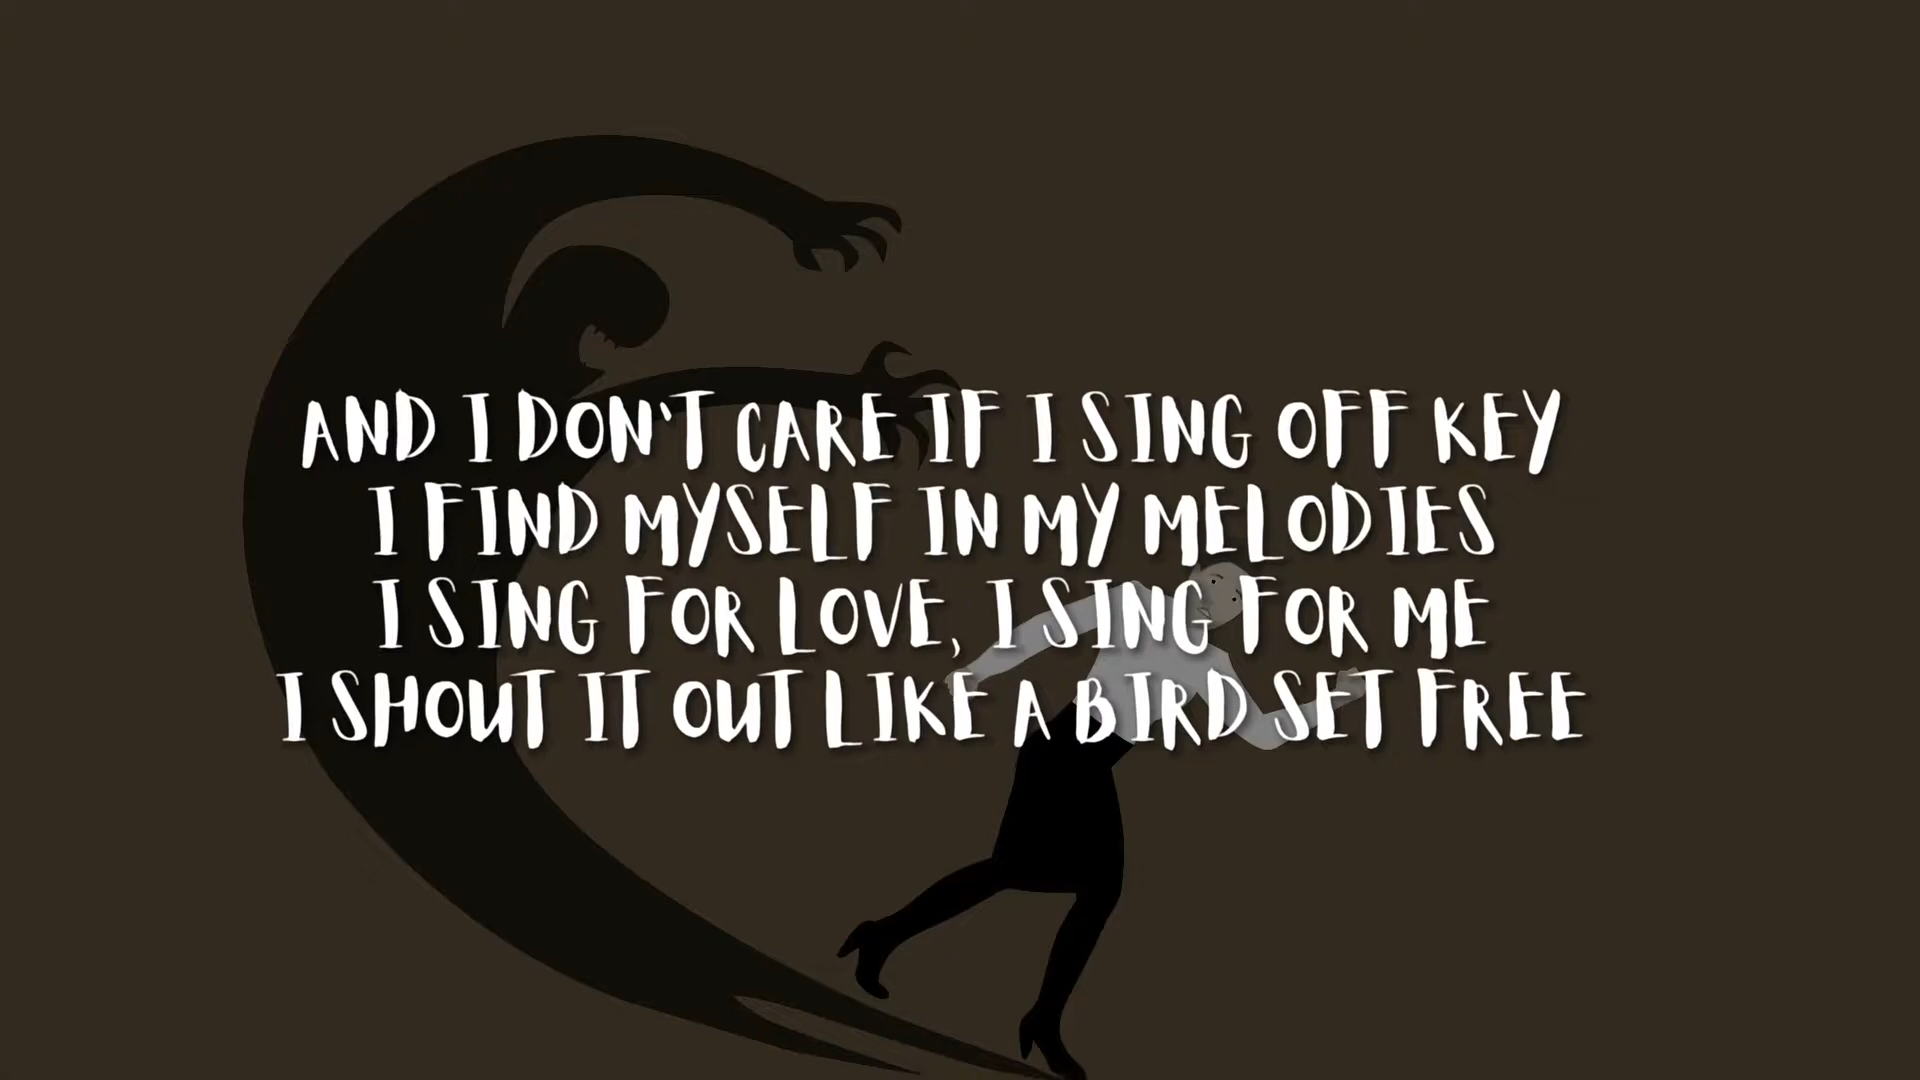 AND I DON'T CARE IF I SING OFF KEY
I FIND MYSELF IN MY MELODIES
I SING FOR LOVE, I SING FOR ME
I SHOUT IT OUT LIKE A BIRD SET FREE